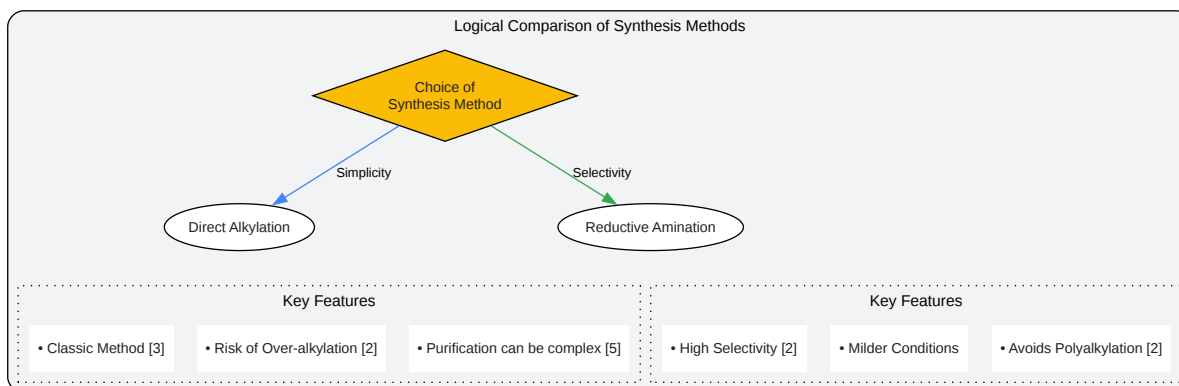 Logical Comparison of Synthesis Methods
Choice of
Synthesis Method
Simplicity
Selectivity
Direct Alkylation
Reductive Amination
Key Features
• Classic Method [3]
• Risk of Over-alkylation [2]
• Purification can be complex [5]
Key Features
• High Selectivity [2]
• Milder Conditions
• Avoids Polyalkylation [2]